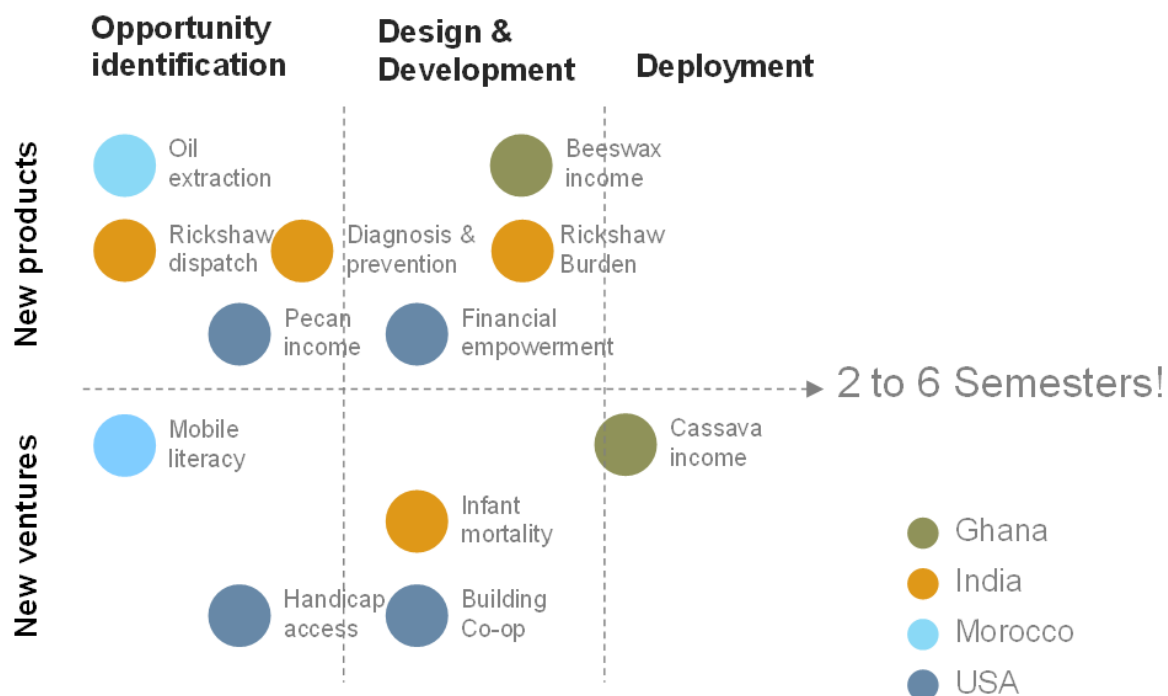 Opportunity
identification
Design &
Development
Deployment
New products
Oil
extraction
Beeswax
income
Rickshaw
dispatch
Diagnosis &
prevention
Rickshaw
Burden
Pecan
income
Financial
empowerment
2 to 6 Semesters!
New ventures
Mobile
literacy
Cassava
income
Infant
mortality
Handicap
access
Building
Co-op
Ghana
India
Morocco
USA